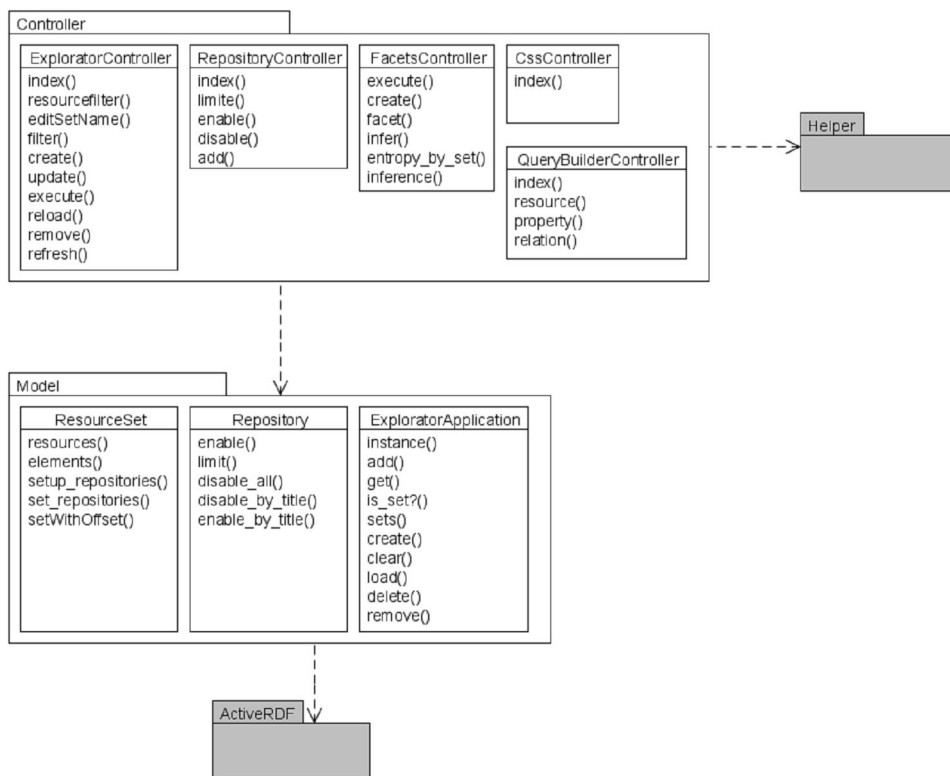 Controller
ExploratorController
index()
resourcefilter()
editSetName()
filter()
create()
update()
execute()
reload()
remove()
refresh()
RepositoryController
index()
limite()
enable()
disable()
add()
FacetsController
execute()
create()
facet()
infer()
entropy_by_set()
inference()
CssController
index()
QueryBuilderController
index()
resource()
property()
relation()
Helper
Model
ResourceSet
resources()
elements()
setup_repositories()
set_repositories()
setWithOffset()
Repository
enable()
limit()
disable_all()
disable_by_title()
enable_by_title()
ExploratorApplication
instance()
add()
get()
is_set?()
sets()
create()
clear()
load()
delete()
remove()
ActiveRDF